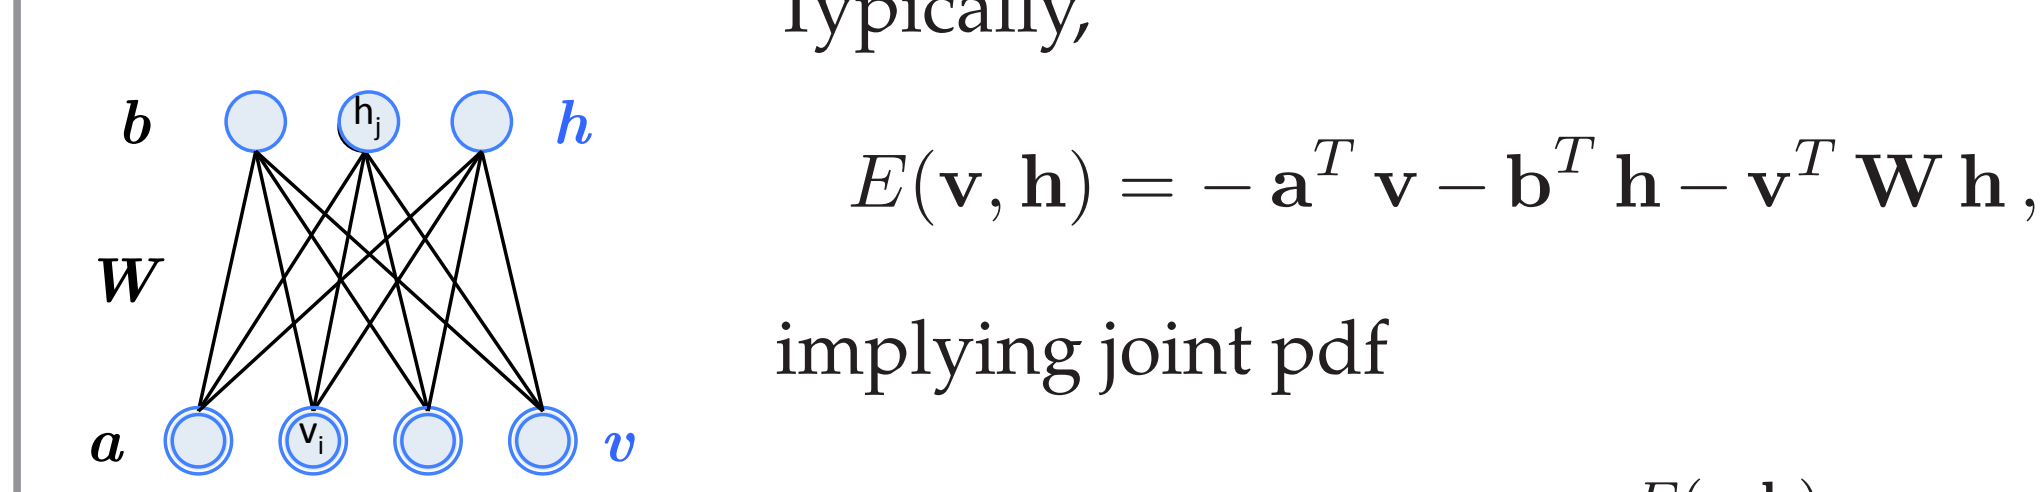 Typically,
b h_j h
E(v, h) = − a^T v − b^T h − v^T W h ,
W
implying joint pdf
a v_i v